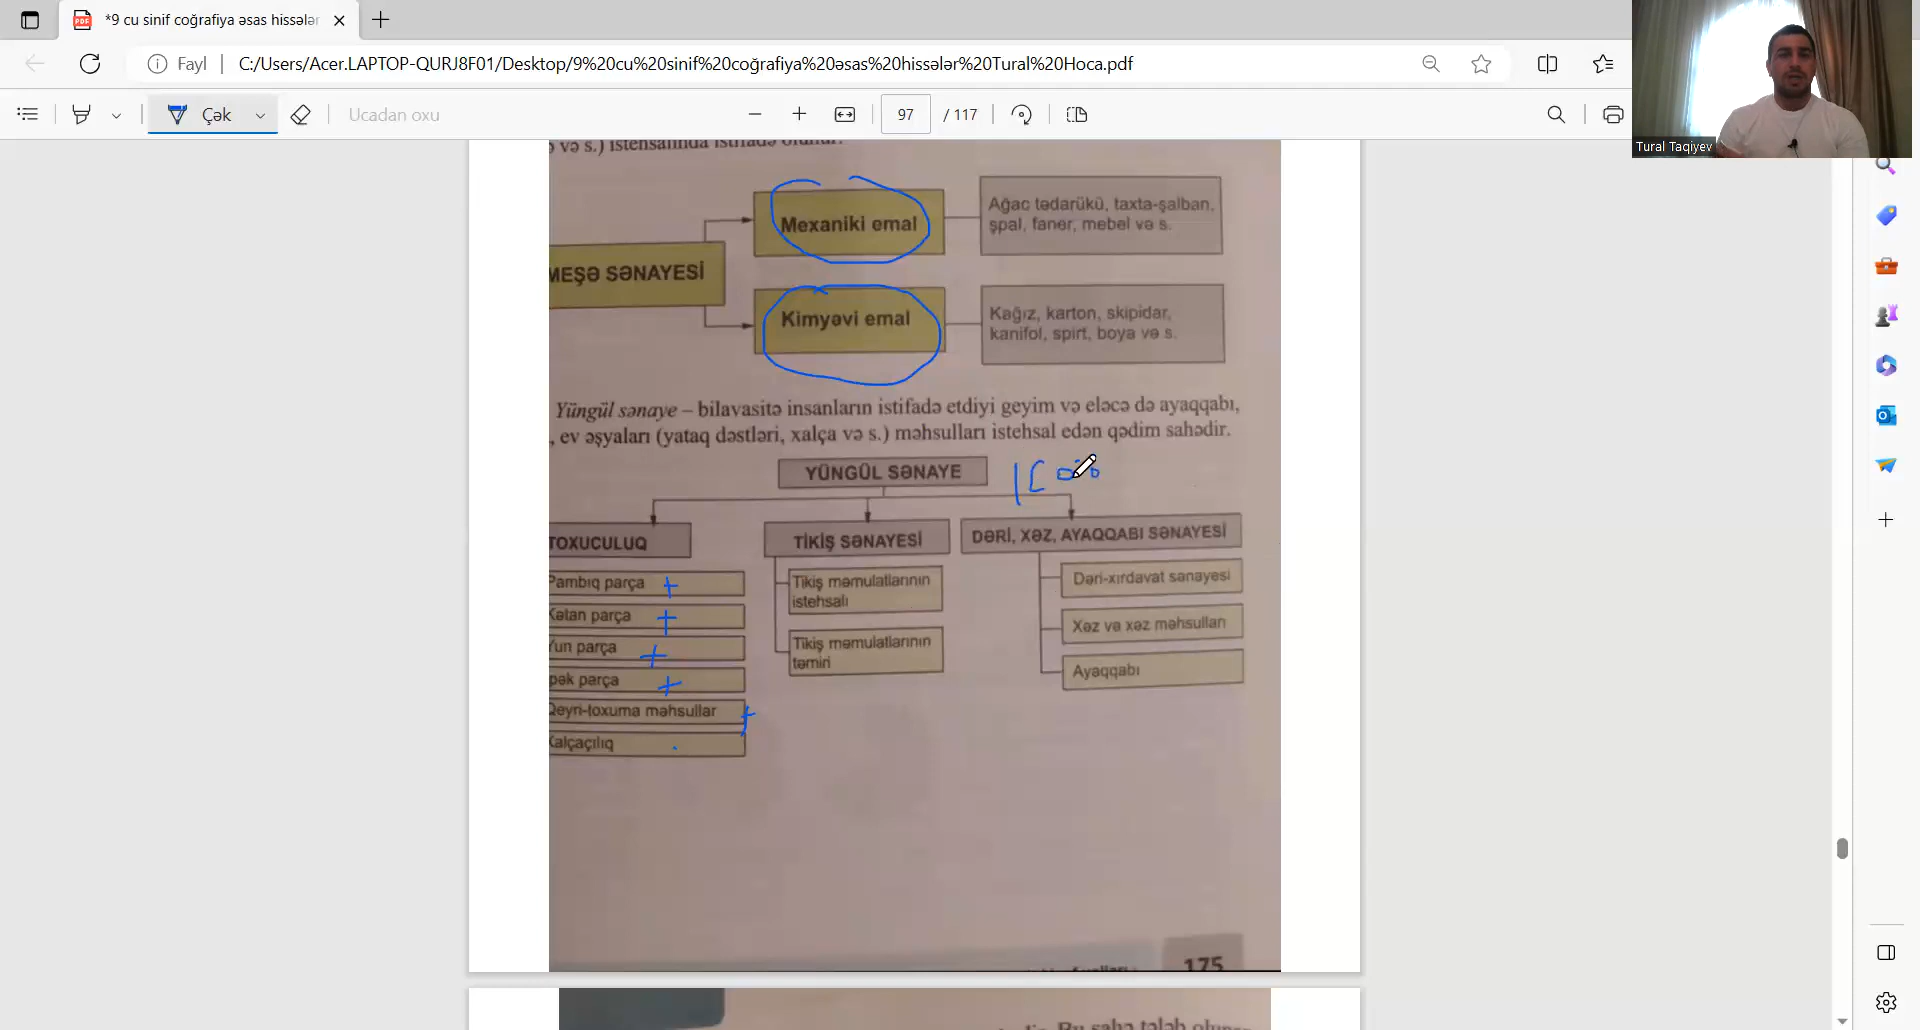 *9 cu sinif coğrafiya əsas hissələr
Fayl
C:/Users/Acer.LAPTOP-QURJ8F01/Desktop/9%20cu%20sinif%20coğrafiya%20əsas%20hissələr%20Tural%20Hoca.pdf
Çək
Ucadan oxu
97 / 117
Tural Taqiyev
və s.) istehsalında istifadə olunur.
MEŞƏ SƏNAYESİ
Mexaniki emal
Ağac tədarükü, taxta-şalban,
şpal, faner, mebel və s.
Kimyəvi emal
Kağız, karton, skipidar,
kanifol, spirt, boya və s.
Yüngül sənaye – bilavasitə insanların istifadə etdiyi geyim və eləcə də ayaqqabı,
, ev əşyaları (yataq dəstləri, xalça və s.) məhsulları istehsal edən qədim sahədir.
YÜNGÜL SƏNAYE
TOXUCULUQ
Pambıq parça +
Kətan parça +
Yun parça +
pək parça +
Qeyri-toxuma məhsullar +
Xalçaçılıq
TİKİŞ SƏNAYESİ
Tikiş məmulatlarının
istehsalı
Tikiş məmulatlarının
təmiri
DƏRİ, XƏZ, AYAQQABI SƏNAYESİ
Dəri-xırdavat sənayesi
Xəz və xəz məhsulları
Ayaqqabı
175